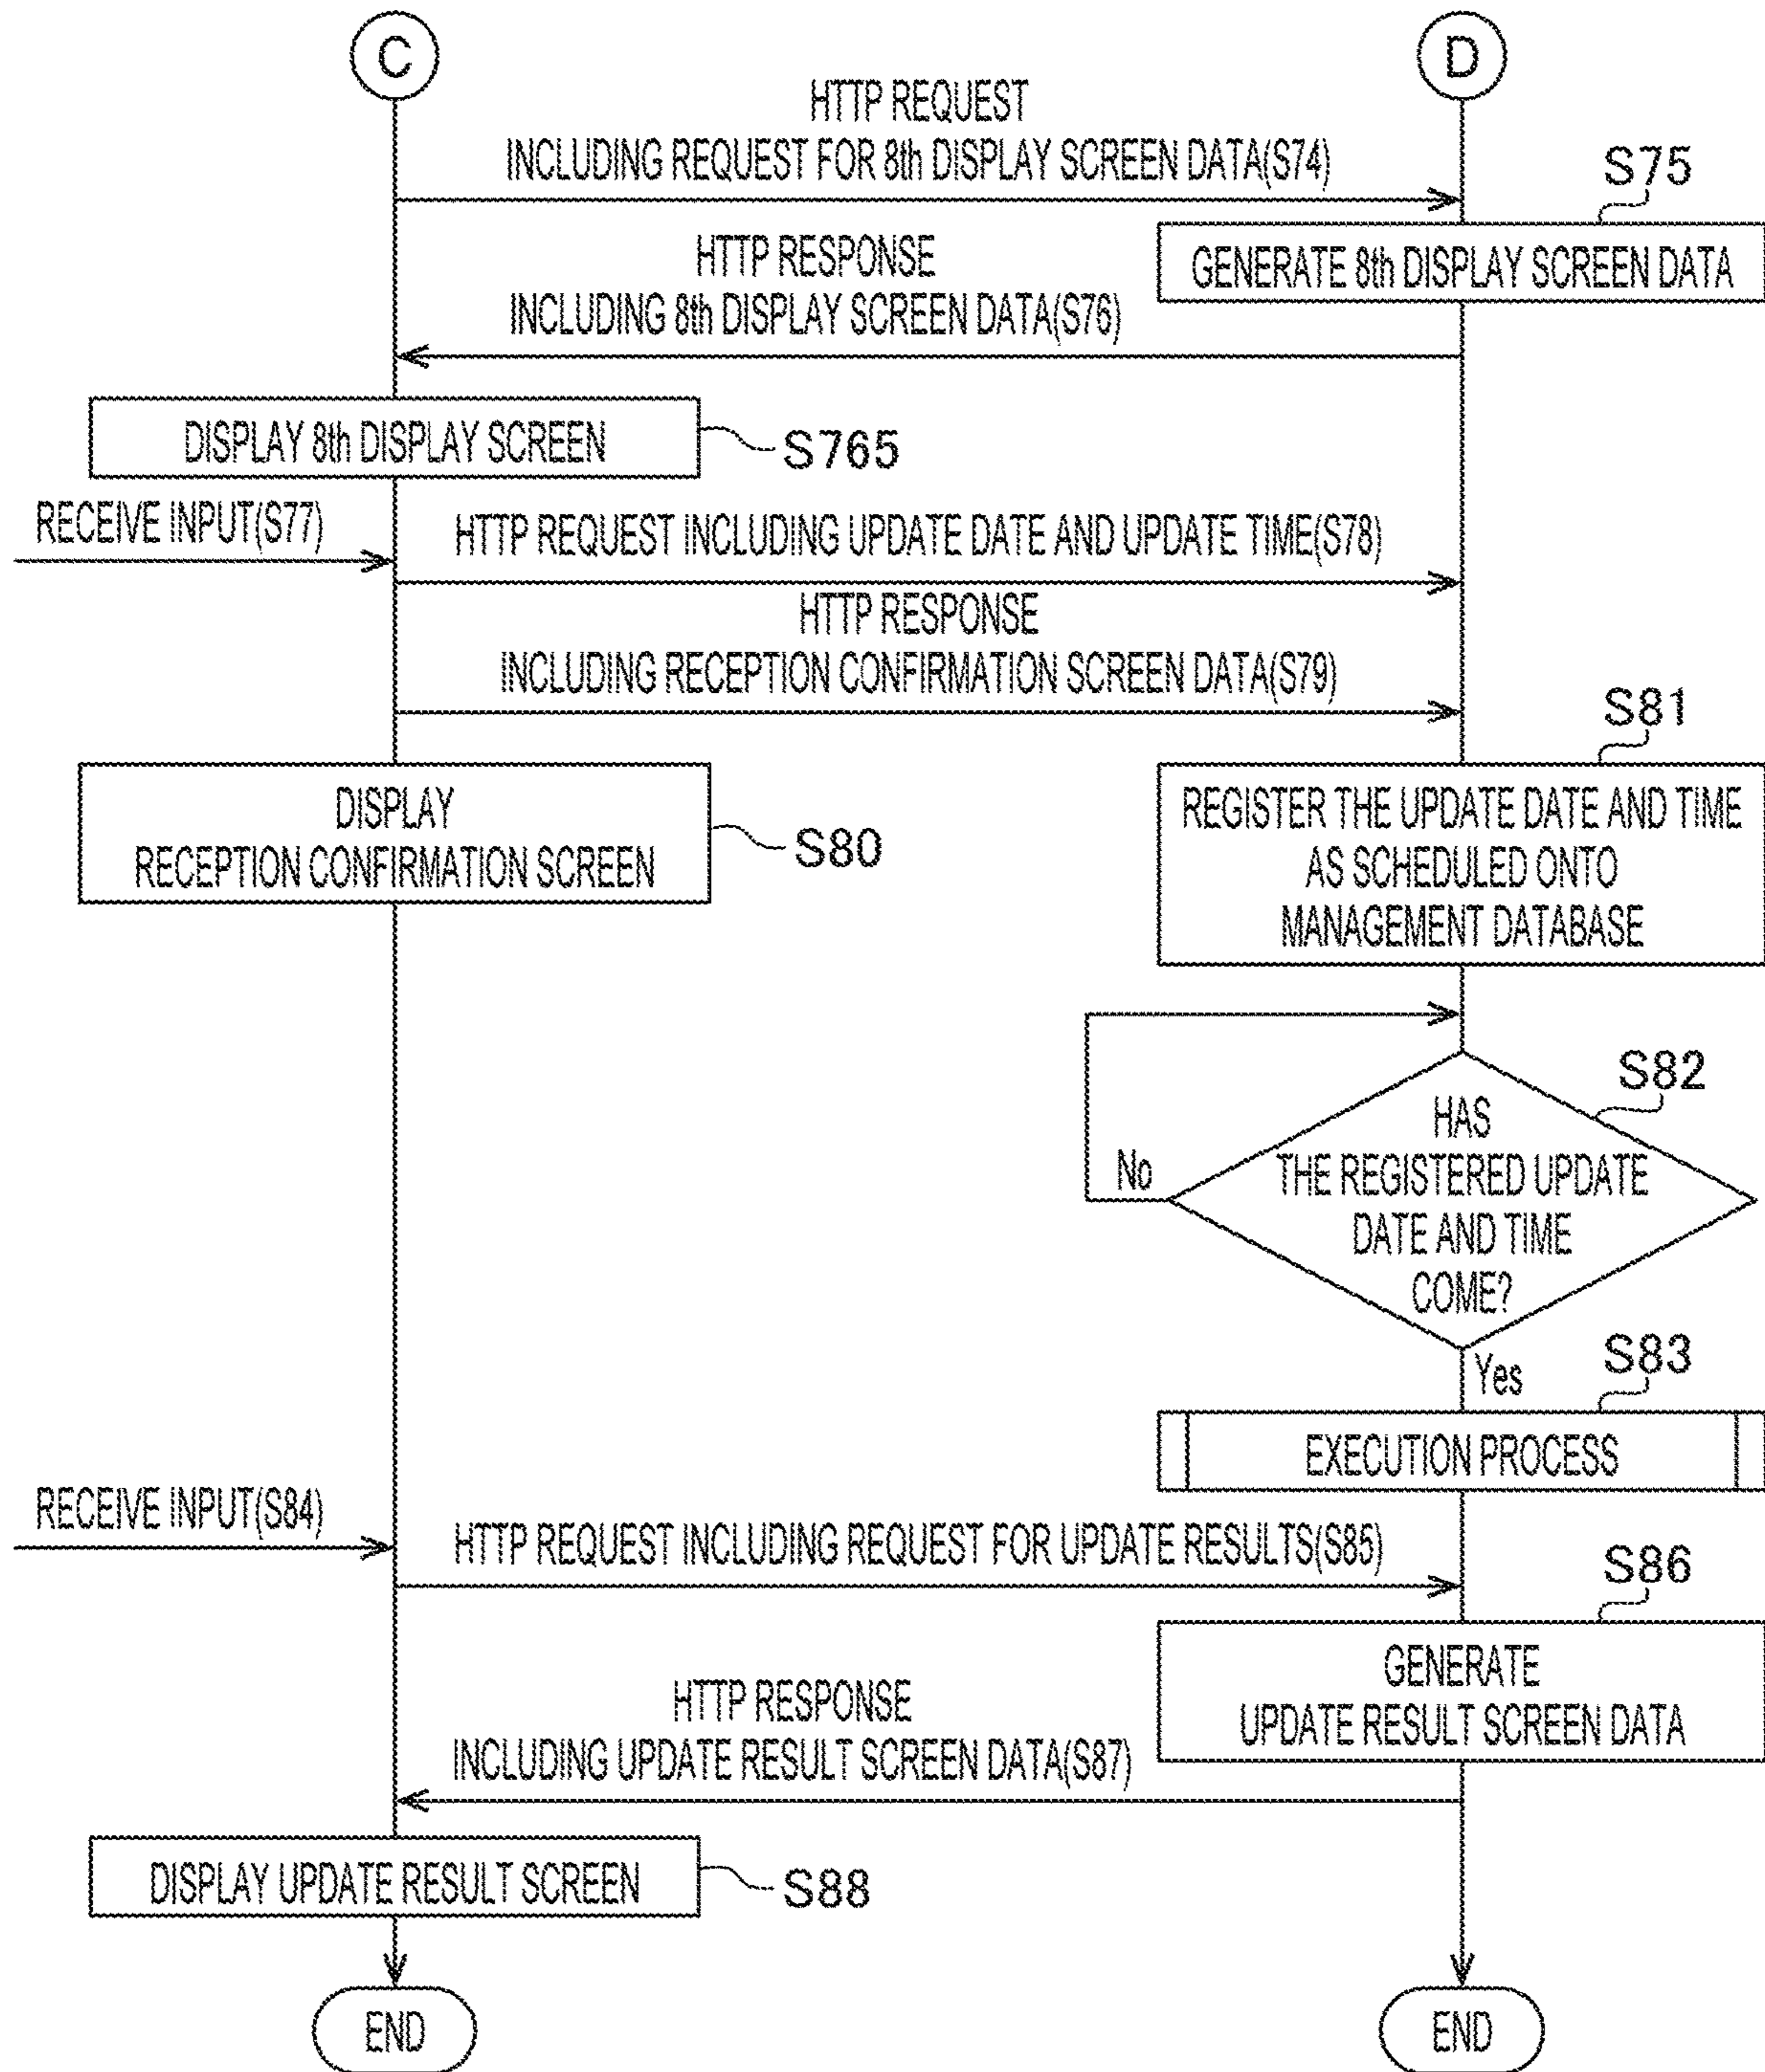 C
D
HTTP REQUEST
INCLUDING REQUEST FOR 8th DISPLAY SCREEN DATA(S74)
S75
GENERATE 8th DISPLAY SCREEN DATA
HTTP RESPONSE
INCLUDING 8th DISPLAY SCREEN DATA(S76)
DISPLAY 8th DISPLAY SCREEN
S765
RECEIVE INPUT(S77)
HTTP REQUEST INCLUDING UPDATE DATE AND UPDATE TIME(S78)
HTTP RESPONSE
INCLUDING RECEPTION CONFIRMATION SCREEN DATA(S79)
S81
DISPLAY
RECEPTION CONFIRMATION SCREEN
S80
REGISTER THE UPDATE DATE AND TIME
AS SCHEDULED ONTO
MANAGEMENT DATABASE
S82
HAS
THE REGISTERED UPDATE
DATE AND TIME
COME?
No
Yes
S83
EXECUTION PROCESS
RECEIVE INPUT(S84)
HTTP REQUEST INCLUDING REQUEST FOR UPDATE RESULTS(S85)
S86
GENERATE
UPDATE RESULT SCREEN DATA
HTTP RESPONSE
INCLUDING UPDATE RESULT SCREEN DATA(S87)
DISPLAY UPDATE RESULT SCREEN
S88
END
END